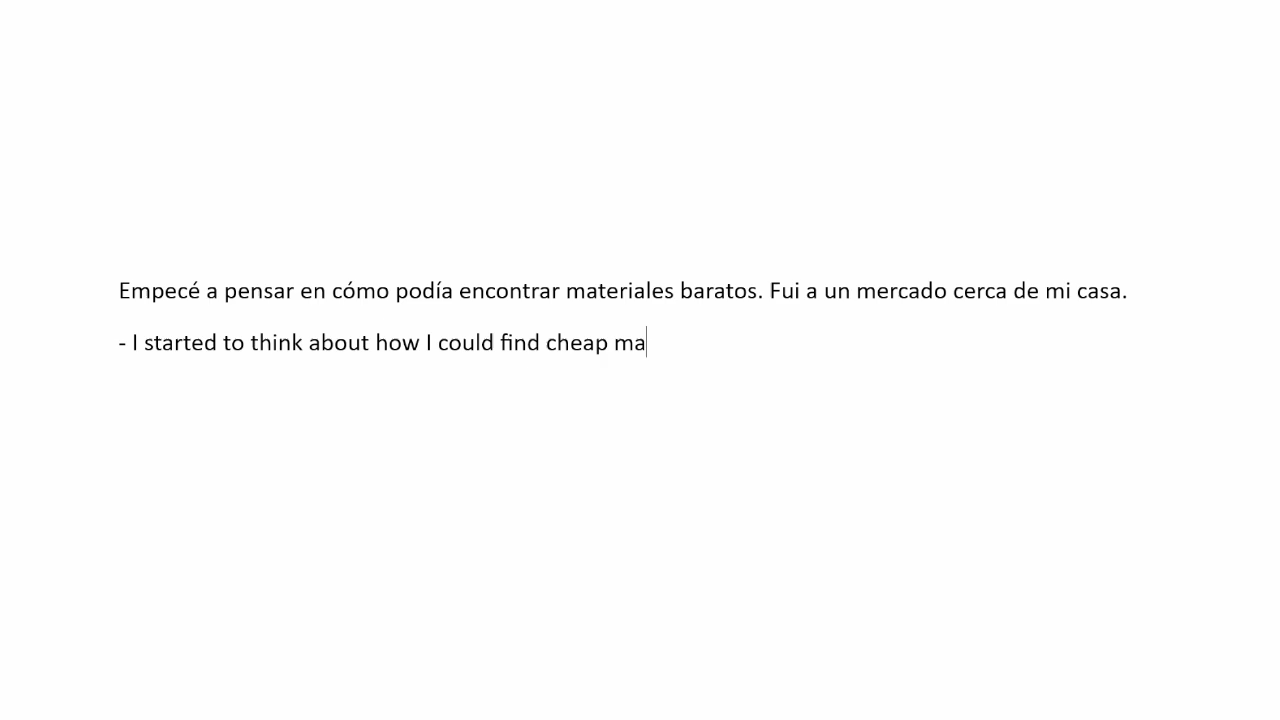 Empecé a pensar en cómo podía encontrar materiales baratos. Fui a un mercado cerca de mi casa.
- I started to think about how I could find cheap ma